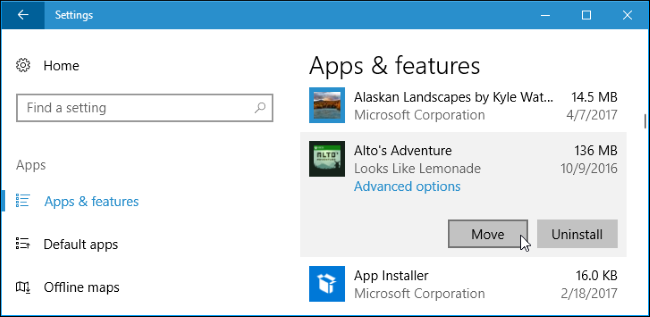 Settings
Home
Find a setting
Apps
Apps & features
Default apps
Offline maps
Apps & features
Alaskan Landscapes by Kyle Wat... 14.5 MB
Microsoft Corporation 4/7/2017
ALTO'S
Alto's Adventure 136 MB
Looks Like Lemonade 10/9/2016
Advanced options
Move Uninstall
App Installer 16.0 KB
Microsoft Corporation 2/18/2017